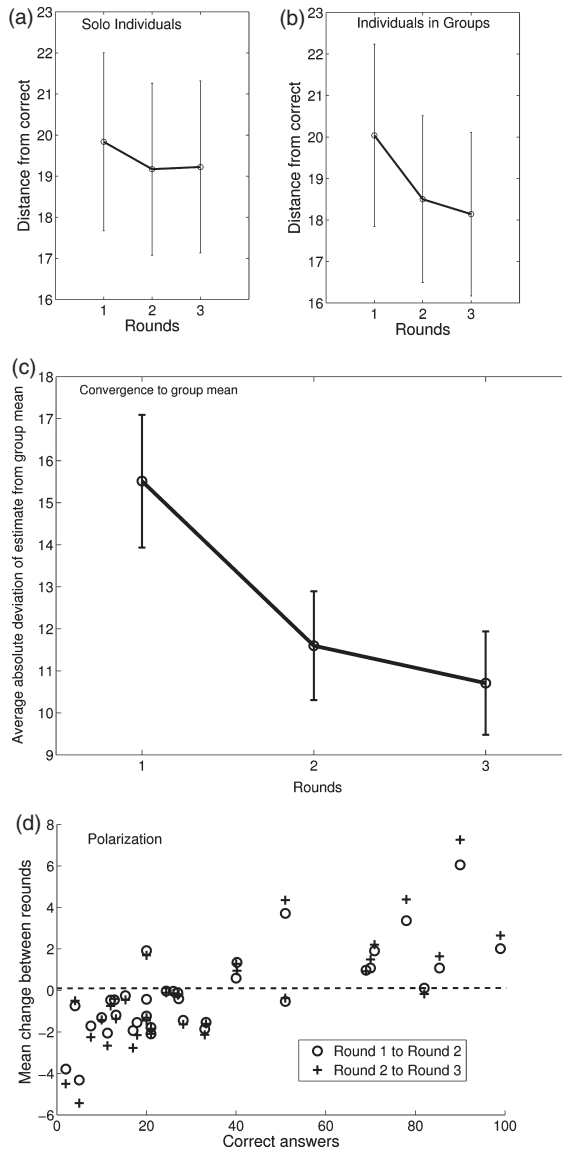 (a)
Solo Individuals
23
22
21
20
19
18
17
16
1 2 3
Rounds
Distance from correct
(b)
Individuals in Groups
23
22
21
20
19
18
17
16
1 2 3
Rounds
Distance from correct
(c)
Convergence to group mean
18
17
16
15
14
13
12
11
10
9
1 2 3
Rounds
Average absolute deviation of estimate from group mean
(d)
Polarization
8
6
4
2
0
−2
−4
−6
0 20 40 60 80 100
Correct answers
Mean change between reounds
Round 1 to Round 2
Round 2 to Round 3